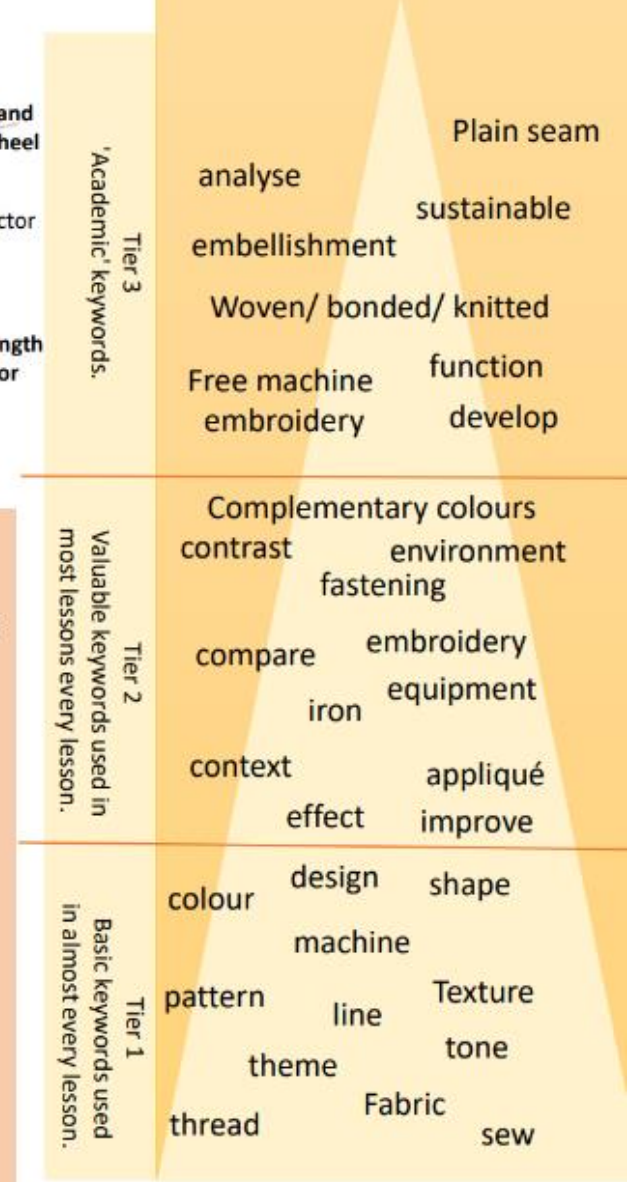 and
heel
ctor
ngth
or
Tier 3
'Academic' keywords.
Plain seam
analyse
sustainable
embellishment
Woven/ bonded/ knitted
Free machine
embroidery
function
develop
Tier 2
Valuable keywords used in
most lessons every lesson.
Complementary colours
contrast
environment
fastening
compare
embroidery
equipment
iron
context
appliqué
effect
improve
Tier 1
Basic keywords used
in almost every lesson.
design
shape
colour
machine
pattern
Texture
line
tone
theme
Fabric
thread
sew